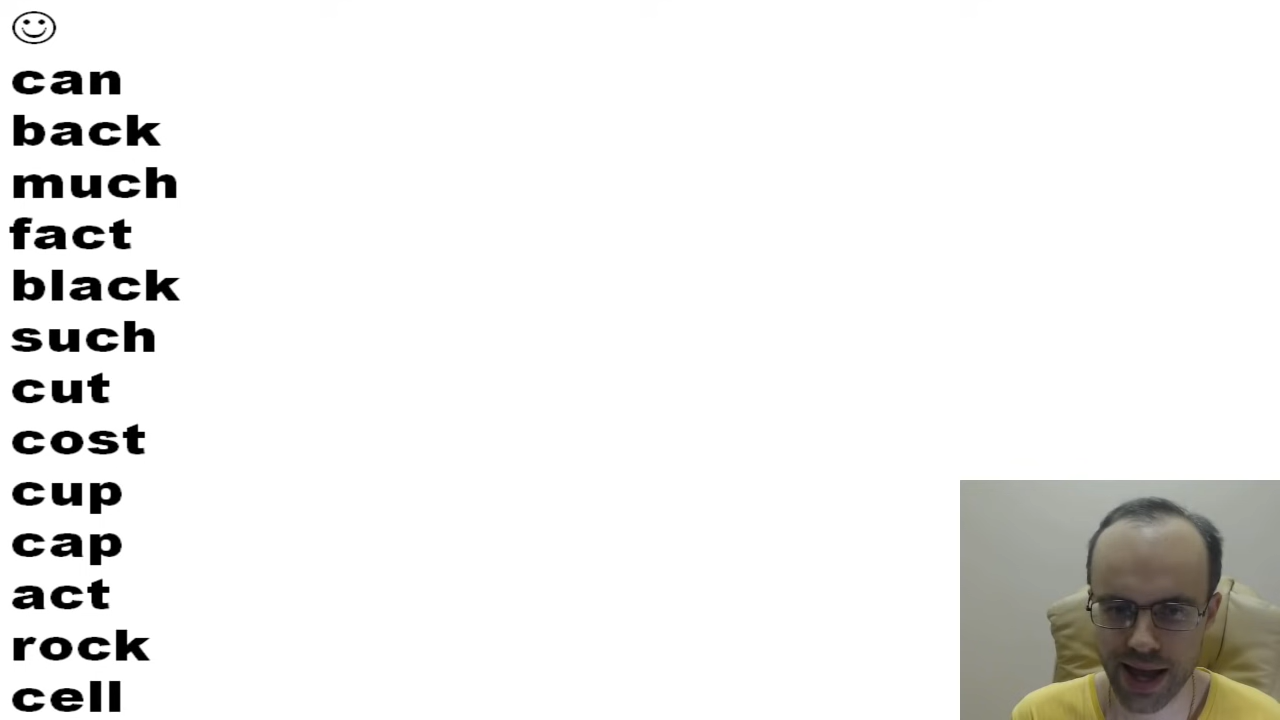 ☺
can
back
much
fact
black
such
cut
cost
cup
cap
act
rock
cell